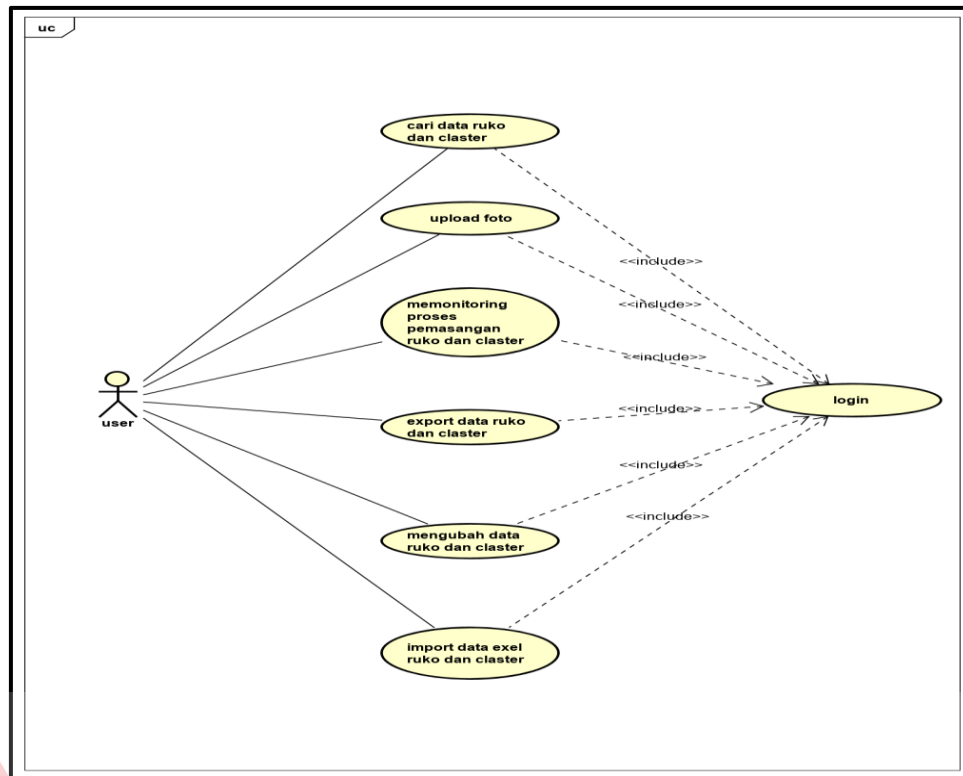 uc
cari data ruko
dan claster
upload foto
<<include>>
<<include>>
memonitoring
proses
pemasangan
ruko dan claster
<<include>>
user
login
export data ruko
dan claster
<<include>>
<<include>>
mengubah data
ruko dan claster
<<include>>
import data exel
ruko dan claster